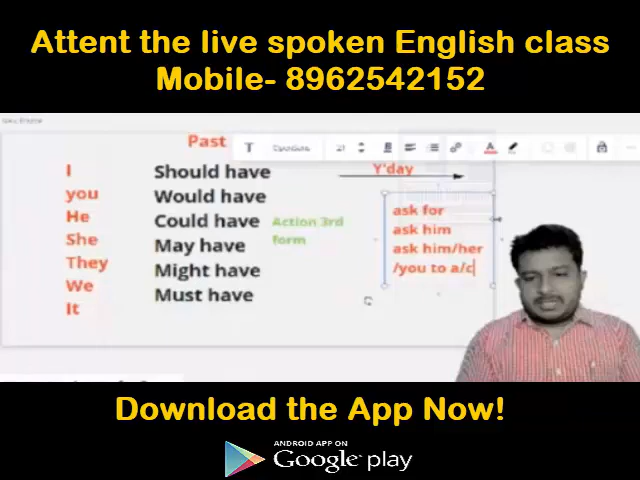 Attent the live spoken English class
Mobile- 8962542152
Past
I
you
He
She
They
We
It
Should have
Would have
Could have
May have
Might have
Must have
Action 3rd
form
Y'day
ask for
ask him
ask him/her
/you to a/c
Download the App Now!
ANDROID APP ON
Google play